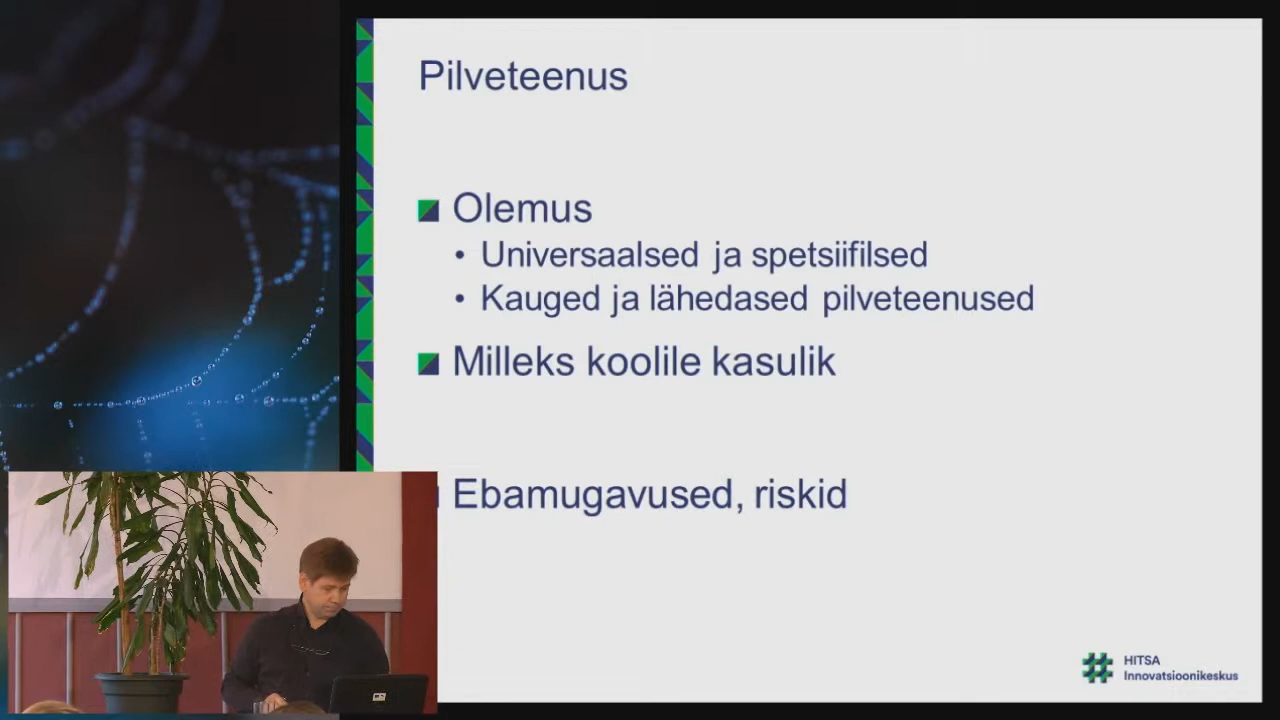 Pilveteenus
Olemus
• Universaalsed ja spetsiifilsed
• Kauged ja lähedased pilveteenused
Milleks koolile kasulik
Ebamugavused, riskid
HITSA
Innovatsioonikeskus